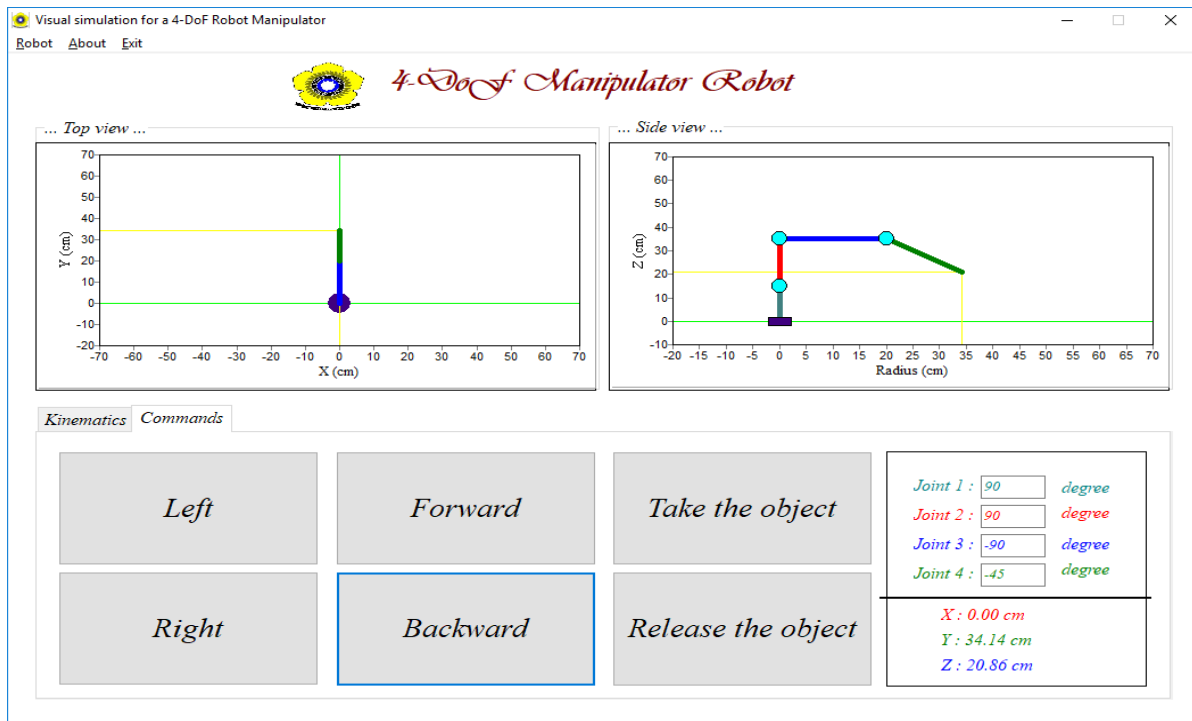 Visual simulation for a 4-DoF Robot Manipulator
Robot About Exit
4-DoF Manipulator Robot
... Top view ...
70
60
50
40
30
20
10
0
-10
-20
Y (cm)
-70 -60 -50 -40 -30 -20 -10 0 10 20 30 40 50 60 70
X (cm)
... Side view ...
70
60
50
40
30
20
10
0
-10
Z (cm)
-20 -15 -10 -5 0 5 10 15 20 25 30 35 40 45 50 55 60 65 70
Radius (cm)
Kinematics Commands
Left Forward Take the object
Right Backward Release the object
Joint 1 : 90 degree
Joint 2 : 90 degree
Joint 3 : -90 degree
Joint 4 : -45 degree
X : 0.00 cm
Y : 34.14 cm
Z : 20.86 cm